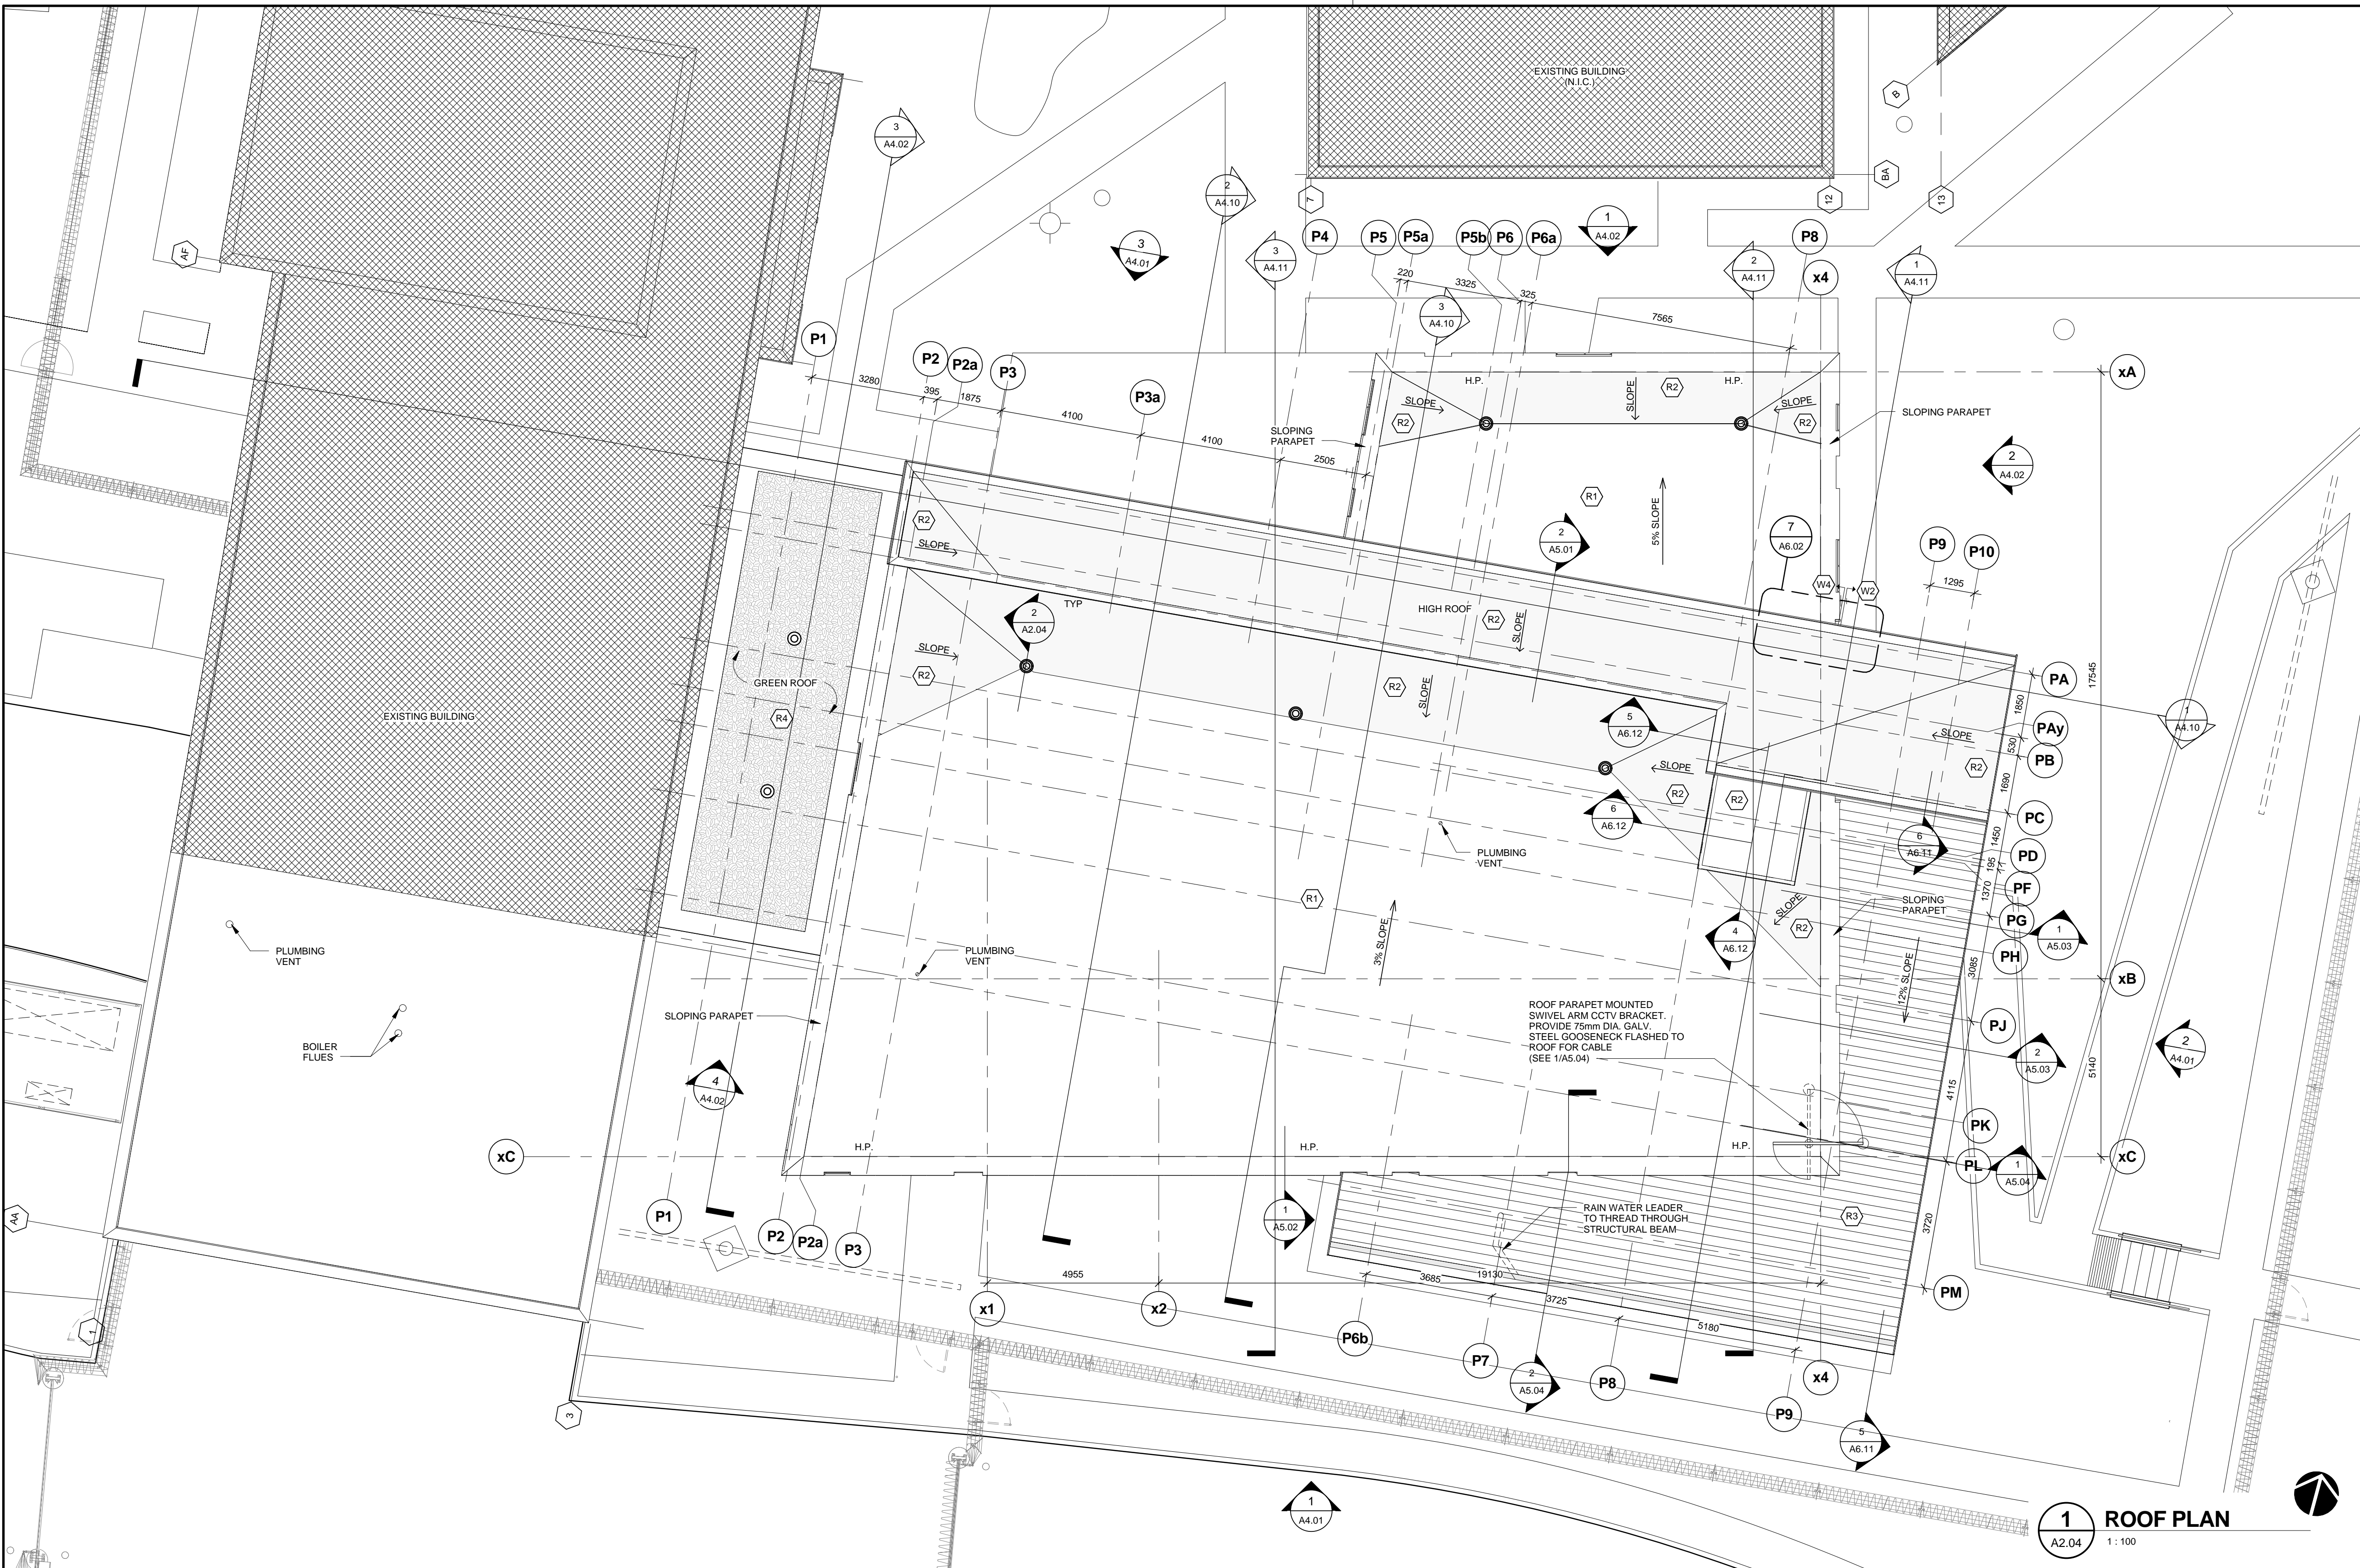 EXISTING BUILDING
(N.I.C.)
B
BA
7
12
13
AF
3
A4.02
2
A4.10
3
A4.01
3
A4.11
P4
P5
P5a
P5b
P6
P6a
1
A4.02
P8
2
A4.11
x4
1
A4.11
220
3325
325
7565
3
A4.10
P1
P2
P2a
P3
P3a
3280
395
1875
4100
4100
2505
xA
H.P.
H.P.
SLOPE
SLOPE
SLOPE
R2
R2
R2
SLOPING
PARAPET
SLOPING PARAPET
2
A4.02
R1
5% SLOPE
2
A5.01
7
A6.02
P9
P10
1295
W4
W2
R2
SLOPE
TYP
2
A2.04
HIGH ROOF
R2
SLOPE
SLOPE
R2
SLOPE
R2
GREEN ROOF
R4
EXISTING BUILDING
PA
1850
17545
PAy
530
PB
1690
PC
1
A4.10
5
A6.12
SLOPE
R2
SLOPE
R2
R2
6
A6.12
6
A6.11
1450
PD
195
PF
1370
PG
PH
1
A5.03
PLUMBING
VENT
R1
SLOPING
PARAPET
SLOPE
R2
4
A6.12
3% SLOPE
12% SLOPE
3085
xB
PJ
PLUMBING
VENT
PLUMBING
VENT
SLOPING PARAPET
BOILER
FLUES
ROOF PARAPET MOUNTED
SWIVEL ARM CCTV BRACKET.
PROVIDE 75mm DIA. GALV.
STEEL GOOSENECK FLASHED TO
ROOF FOR CABLE
(SEE 1/A5.04)
2
A5.03
2
A4.01
5140
4115
4
A4.02
PK
xC
H.P.
H.P.
H.P.
PL
1
A5.04
xC
AA
P1
P2
P2a
P3
1
A5.02
RAIN WATER LEADER
TO THREAD THROUGH
STRUCTURAL BEAM
R3
3720
4955
19130
3685
3725
5180
PM
x1
x2
P6b
P7
2
A5.04
P8
x4
P9
5
A6.11
1
3
1
A4.01
1
A2.04
ROOF PLAN
1 : 100